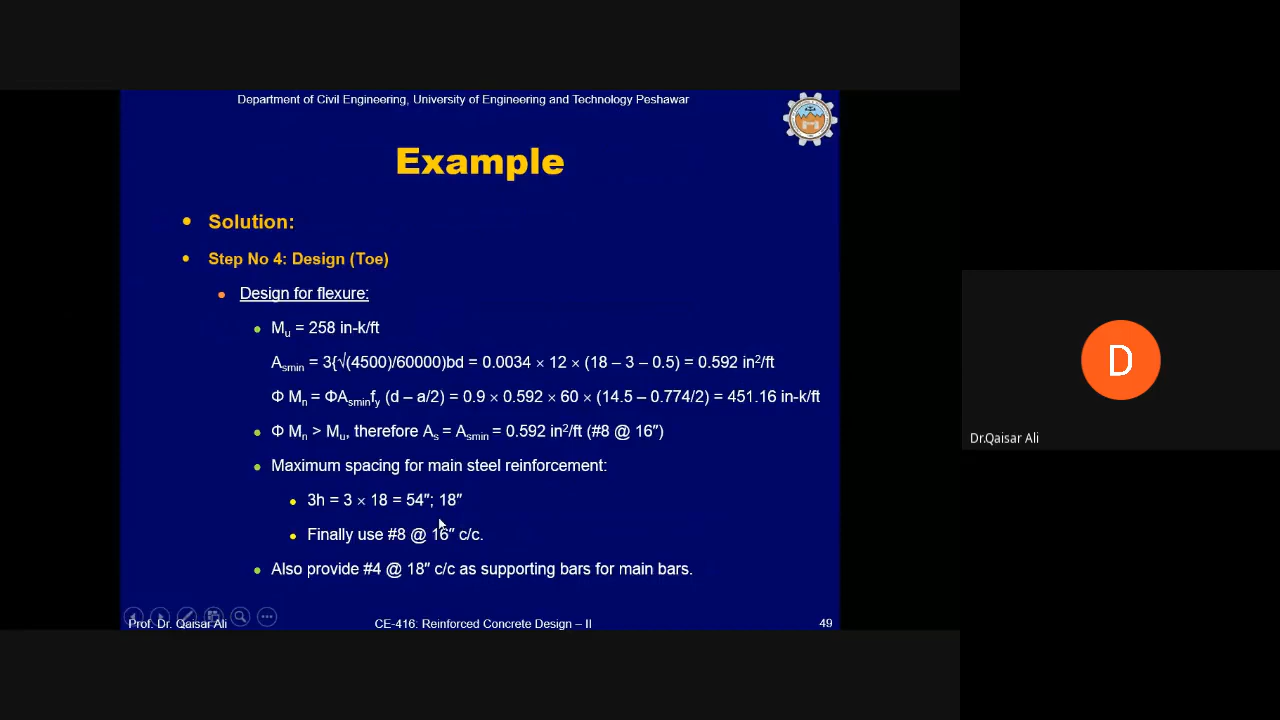 Department of Civil Engineering, University of Engineering and Technology Peshawar
Example
• Solution:
• Step No 4: Design (Toe)
• Design for flexure:
• Mu = 258 in-k/ft
Asmin = 3{√(4500)/60000)bd = 0.0034 × 12 × (18 – 3 – 0.5) = 0.592 in²/ft
Φ Mn = ΦAsminfy (d – a/2) = 0.9 × 0.592 × 60 × (14.5 – 0.774/2) = 451.16 in-k/ft
• Φ Mn > Mu, therefore As = Asmin = 0.592 in²/ft (#8 @ 16″)
• Maximum spacing for main steel reinforcement:
• 3h = 3 × 18 = 54″; 18″
• Finally use #8 @ 16″ c/c.
• Also provide #4 @ 18″ c/c as supporting bars for main bars.
Prof. Dr. Qaisar Ali
CE-416: Reinforced Concrete Design – II
49
D
Dr.Qaisar Ali